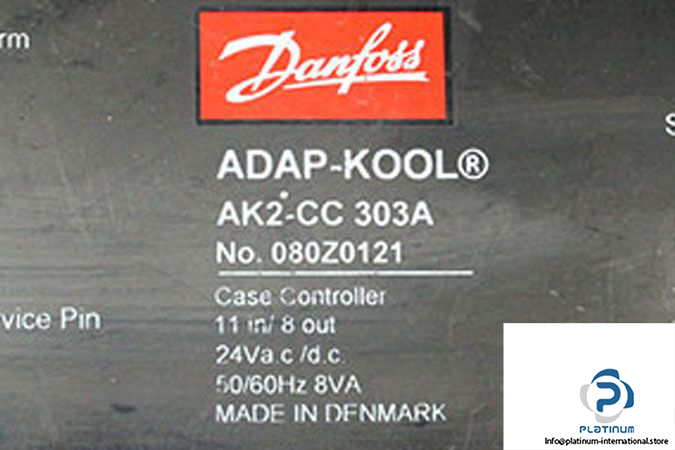 rm
Danfoss
S
ADAP-KOOL®
AK2-CC 303A
No. 080Z0121
Case Controller
vice Pin
11 in/ 8 out
24Va.c./d.c.
50/60Hz 8VA
MADE IN DENMARK
PLATINUM
Info@platinum-international.store